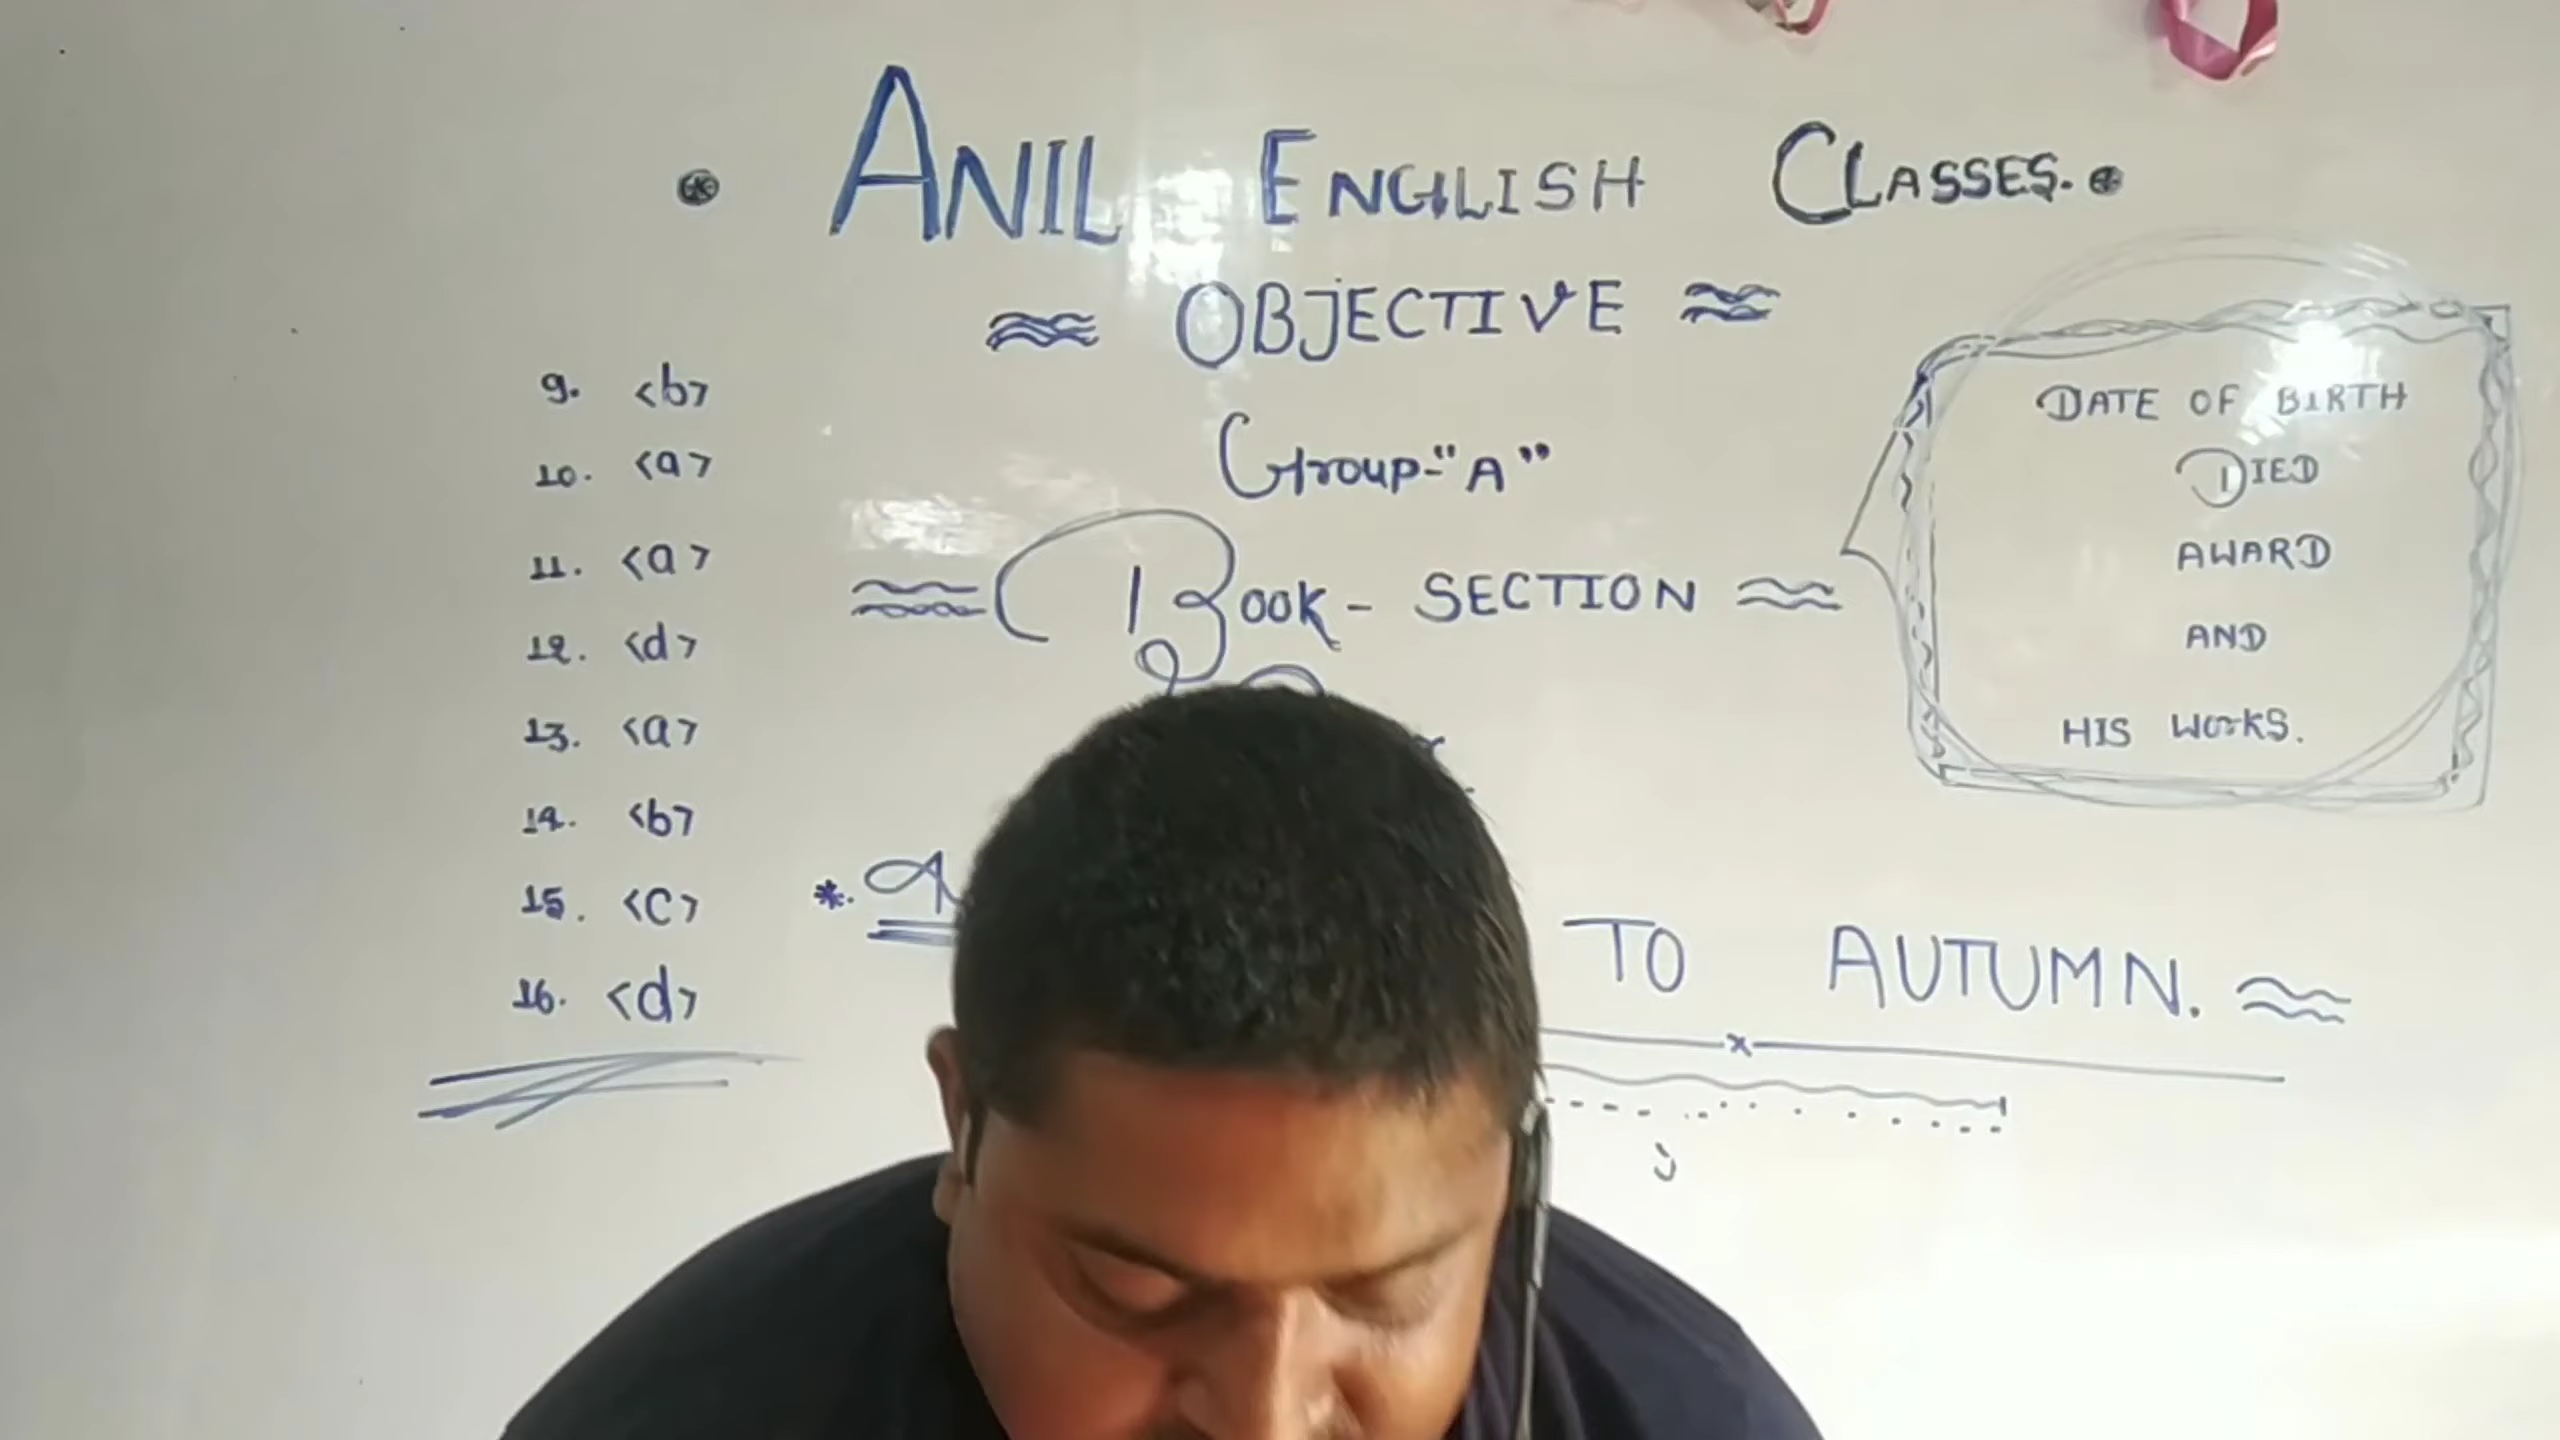 ANIL ENGLISH CLASSES.
OBJECTIVE
Group-"A"
BOOK - SECTION
TO AUTUMN.
9. <b>
10. <a>
11. <a>
12. <d>
13. <a>
14. <b>
15. <c>
16. <d>
DATE OF BIRTH
DIED
AWARD
AND
HIS WORKS.